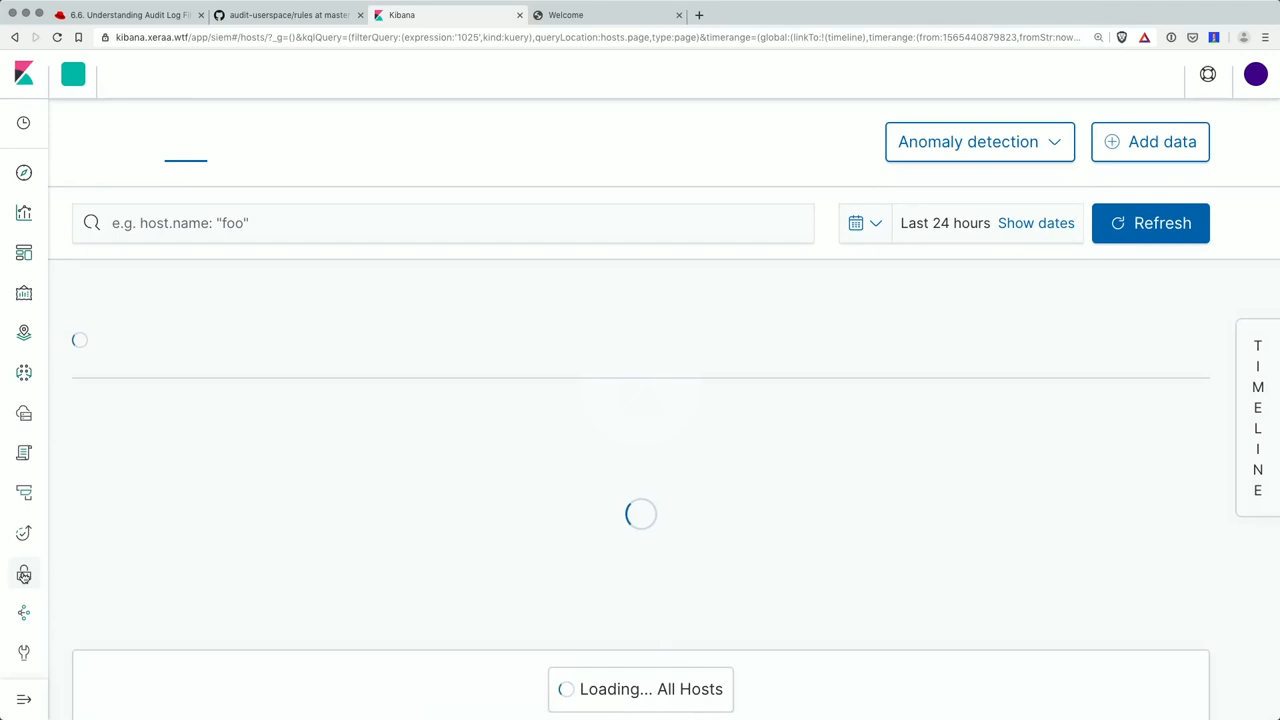 6.6. Understanding Audit Log Fi
audit-userspace/rules at master
Kibana
Welcome
kibana.xeraa.wtf/app/siem#/hosts/?_g=()&kqlQuery=(filterQuery:(expression:'1025',kind:kuery),queryLocation:hosts.page,type:page)&timerange=(global:(linkTo:!(timeline),timerange:(from:1565440879823,fromStr:now...
Anomaly detection
Add data
e.g. host.name: "foo"
Last 24 hours
Show dates
Refresh
TIMELINE
Loading... All Hosts